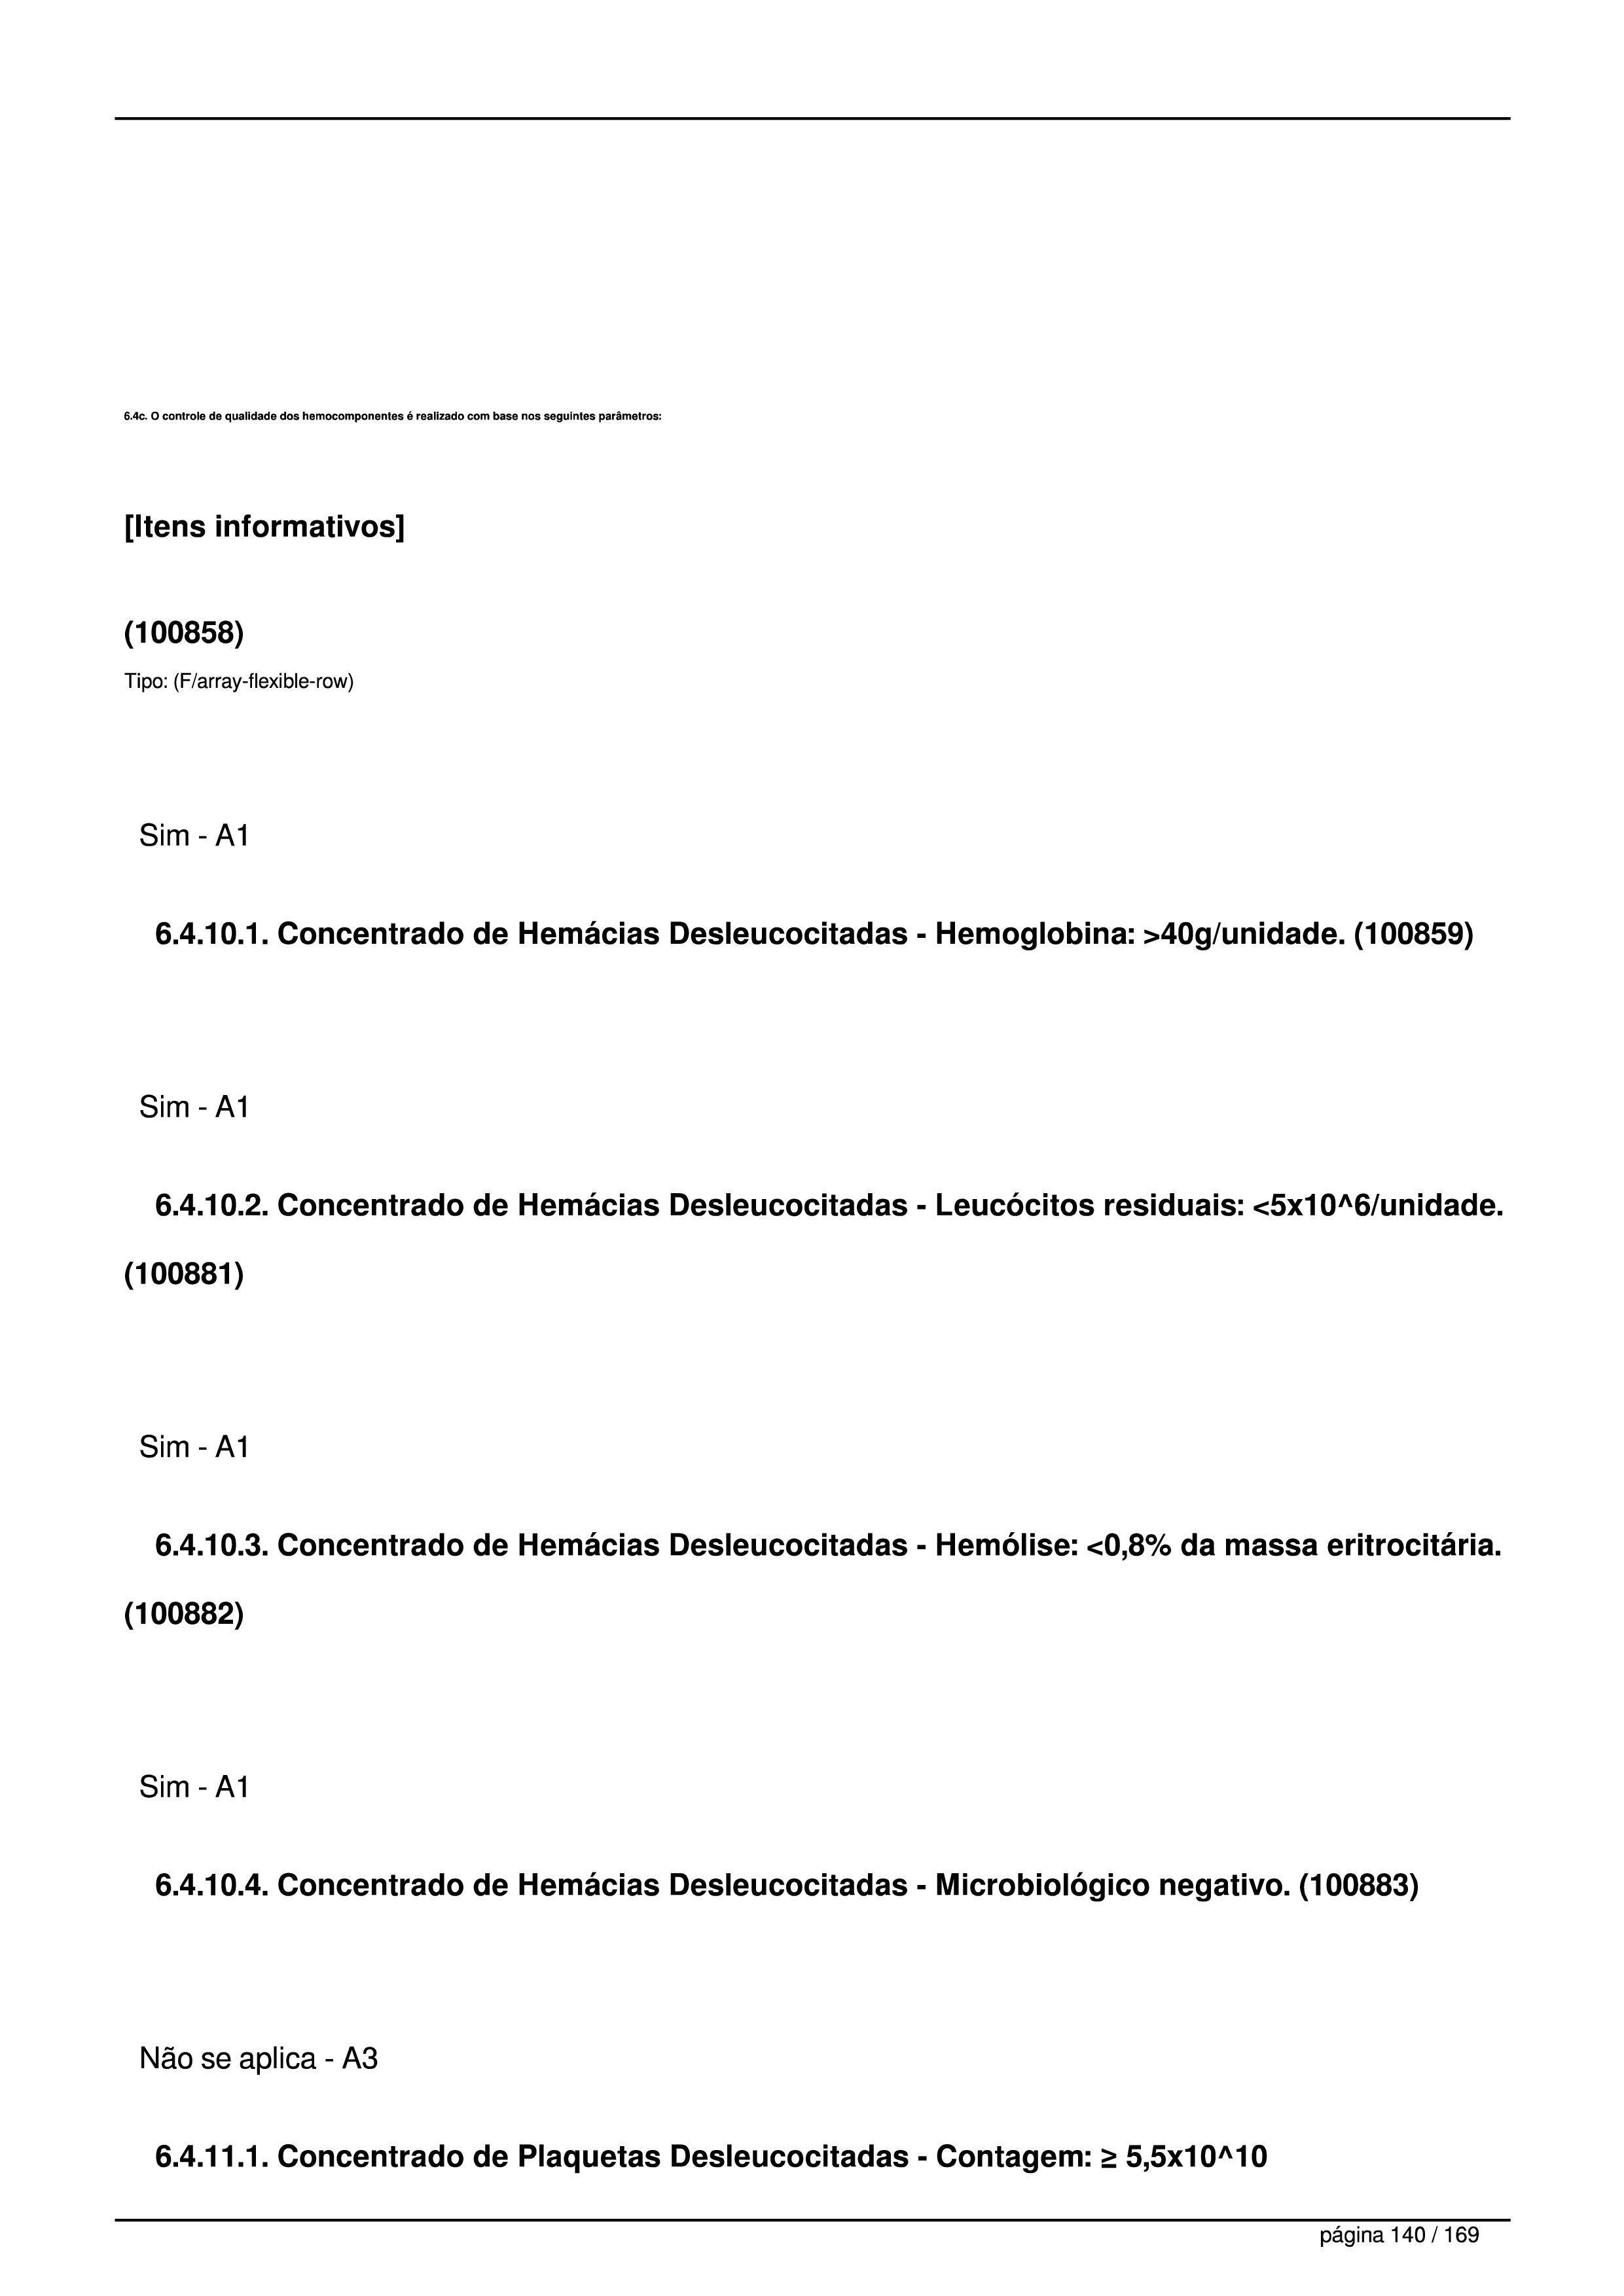 6.4c. O controle de qualidade dos hemocomponentes é realizado com base nos seguintes parâmetros:
[Itens informativos]
(100858)
Tipo: (F/array-flexible-row)
Sim - A1
6.4.10.1. Concentrado de Hemácias Desleucocitadas - Hemoglobina: >40g/unidade. (100859)
Sim - A1
6.4.10.2. Concentrado de Hemácias Desleucocitadas - Leucócitos residuais: <5x10^6/unidade.
(100881)
Sim - A1
6.4.10.3. Concentrado de Hemácias Desleucocitadas - Hemólise: <0,8% da massa eritrocitária.
(100882)
Sim - A1
6.4.10.4. Concentrado de Hemácias Desleucocitadas - Microbiológico negativo. (100883)
Não se aplica - A3
6.4.11.1. Concentrado de Plaquetas Desleucocitadas - Contagem: ≥ 5,5x10^10
página 140 / 169